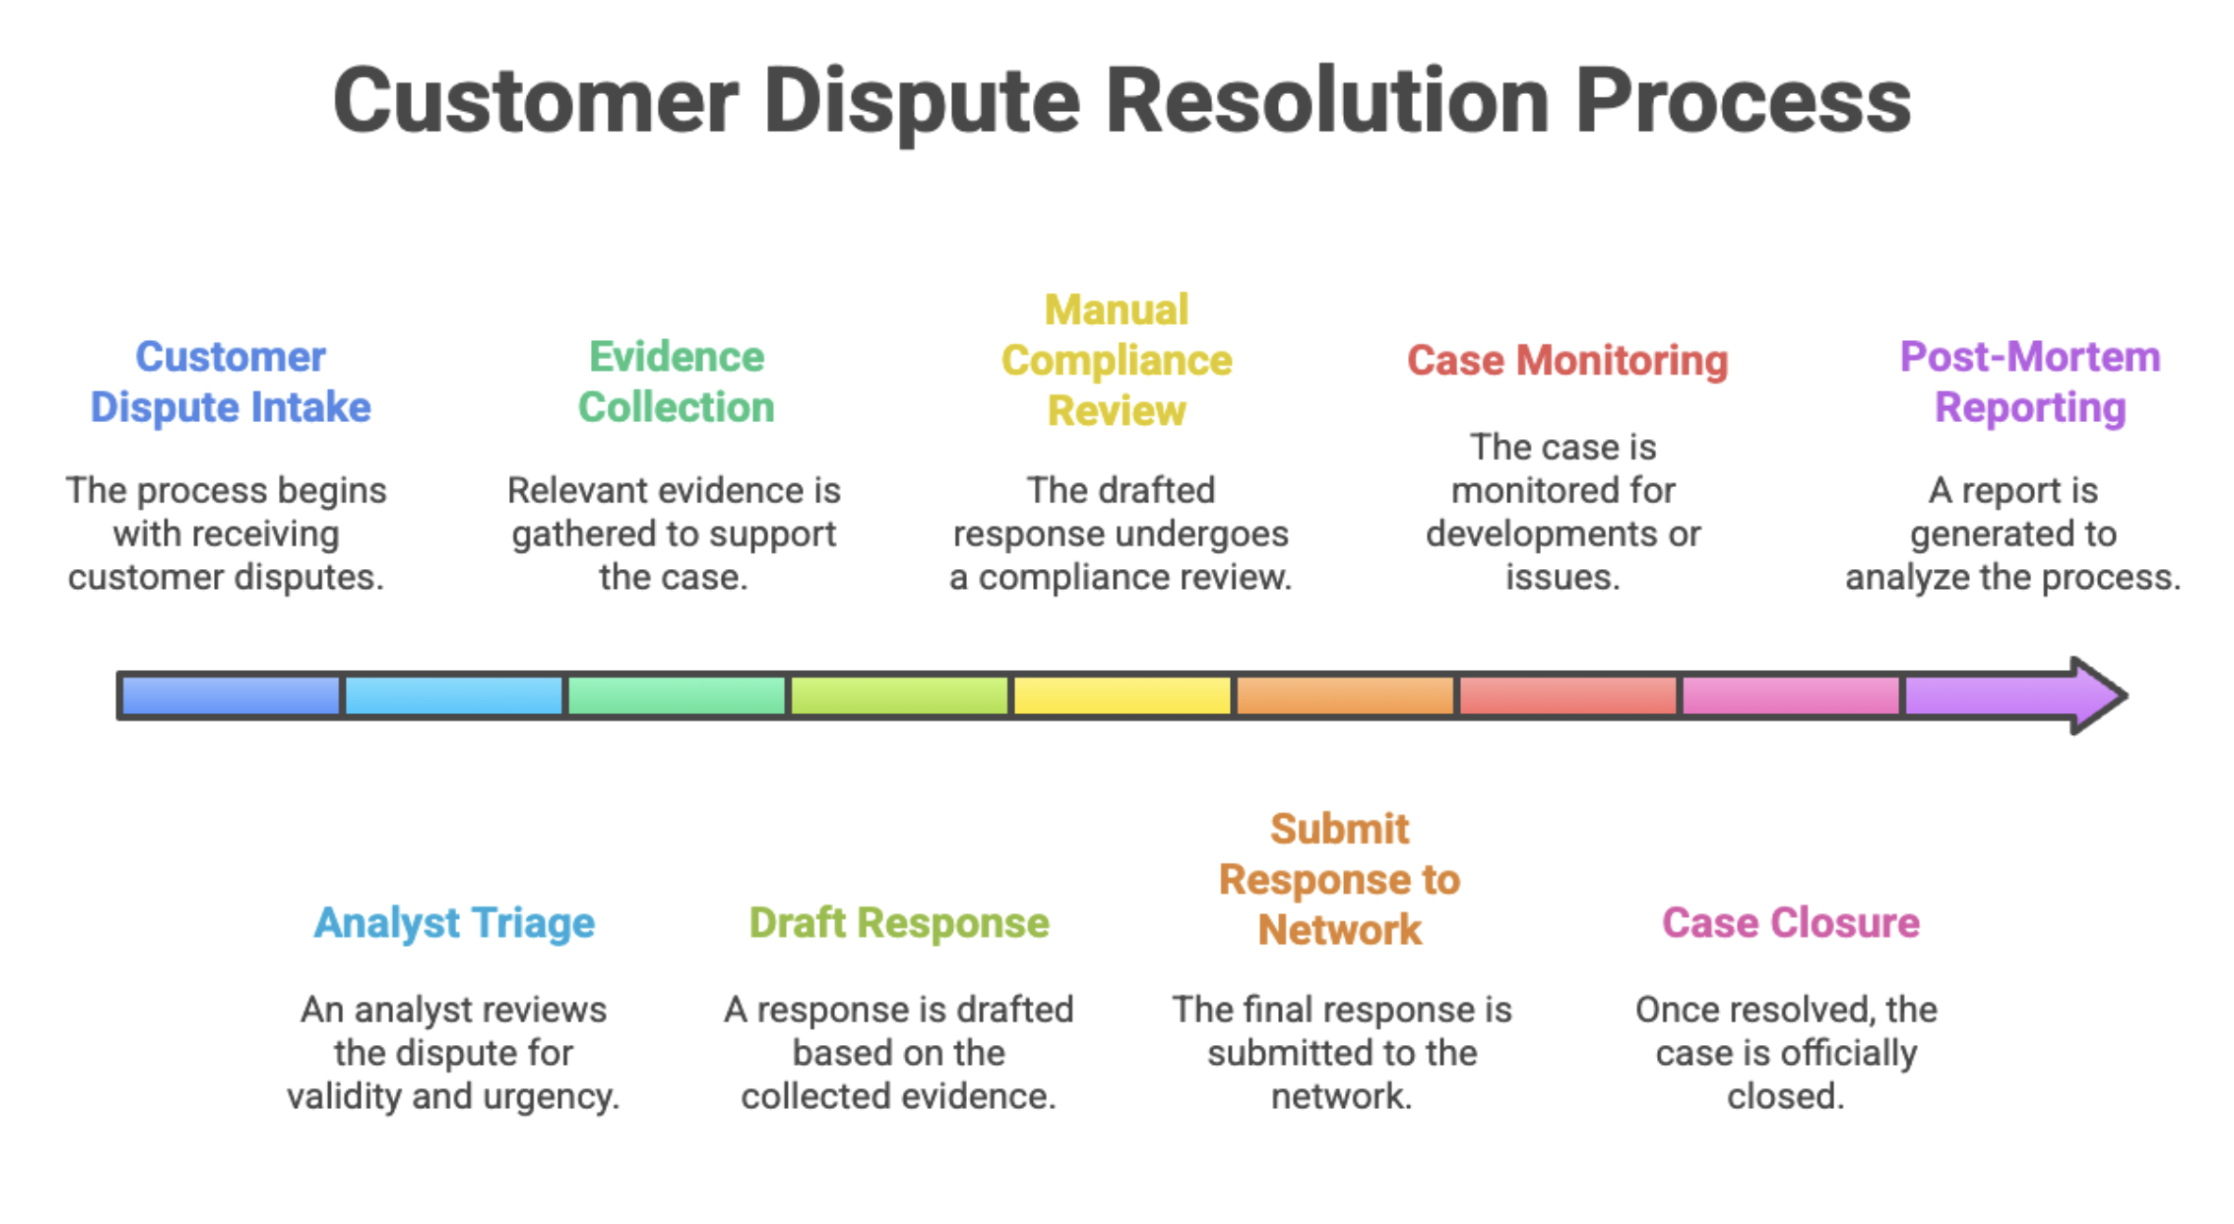 Customer Dispute Resolution Process
Customer
Dispute Intake
The process begins
with receiving
customer disputes.
Analyst Triage
An analyst reviews
the dispute for
validity and urgency.
Evidence
Collection
Relevant evidence is
gathered to support
the case.
Draft Response
A response is drafted
based on the
collected evidence.
Manual
Compliance
Review
The drafted
response undergoes
a compliance review.
Submit
Response to
Network
The final response is
submitted to the
network.
Case Monitoring
The case is
monitored for
developments or
issues.
Case Closure
Once resolved, the
case is officially
closed.
Post-Mortem
Reporting
A report is
generated to
analyze the process.